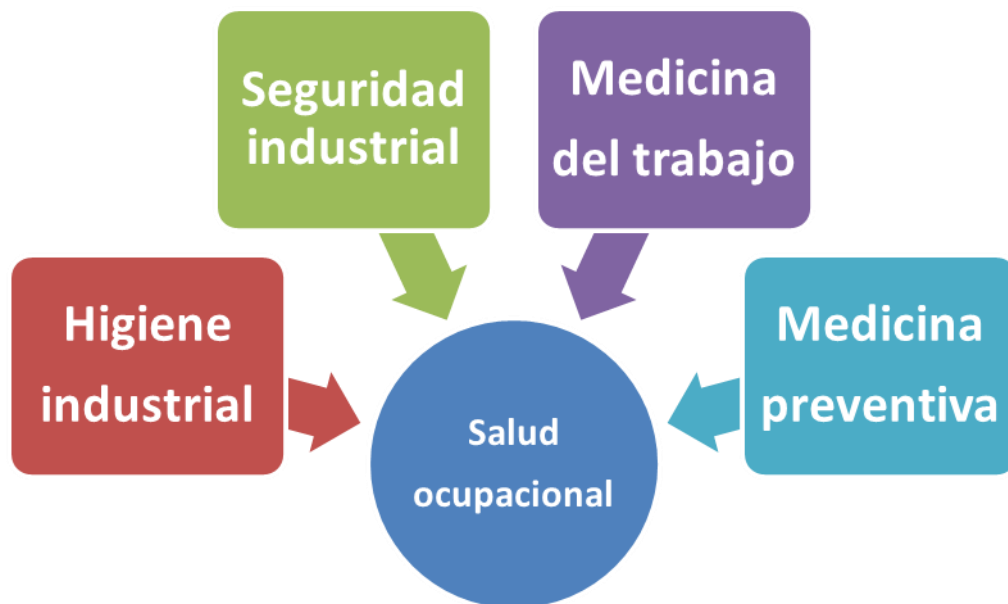 Seguridad
industrial
Medicina
del trabajo
Higiene
industrial
Medicina
preventiva
Salud
ocupacional